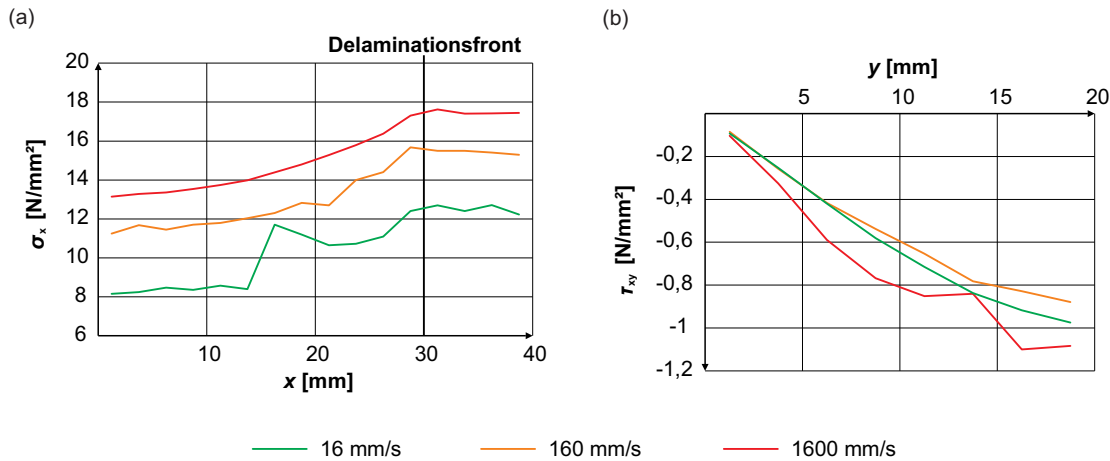 (a)
Delaminationsfront
20
18
16
14
12
10
8
6
10
20
30
40
σx [N/mm²]
x [mm]
(b)
y [mm]
5
10
15
20
-0,2
-0,4
-0,6
-0,8
-1
-1,2
τxy [N/mm²]
16 mm/s
160 mm/s
1600 mm/s